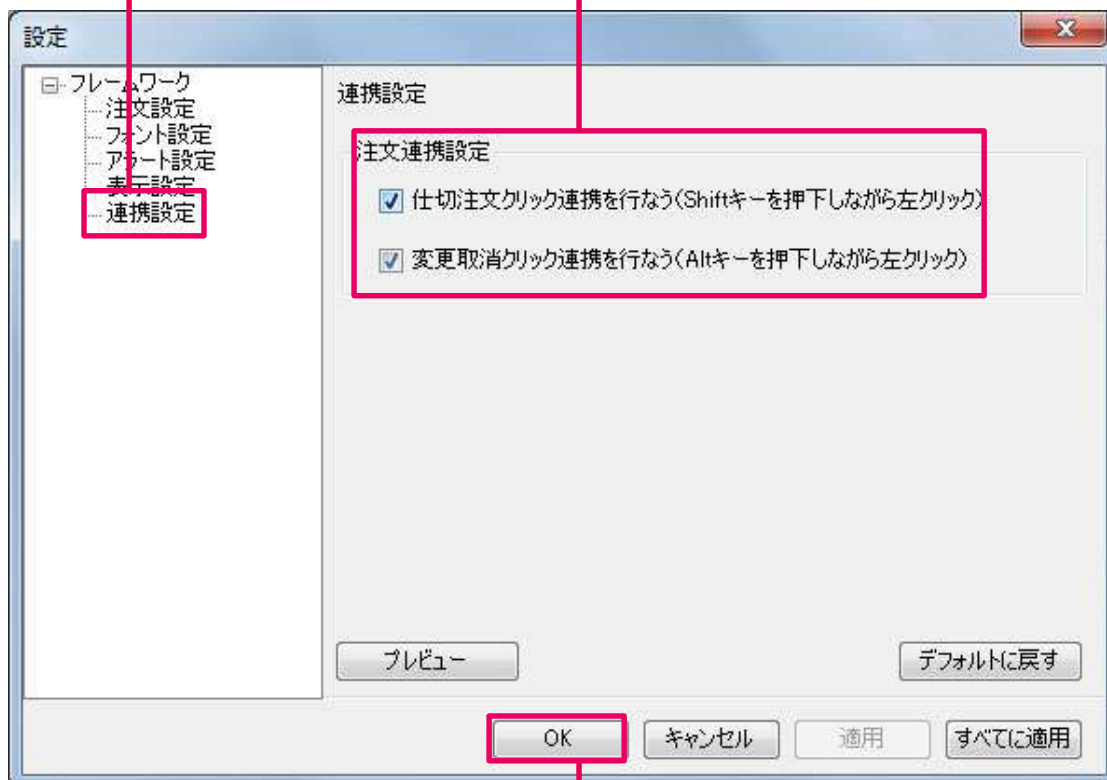 設定
フレームワーク
注文設定
フォント設定
アラート設定
表示設定
連携設定
連携設定
注文連携設定
仕切注文クリック連携を行なう(Shiftキーを押下しながら左クリック)
変更取消クリック連携を行なう(Altキーを押下しながら左クリック)
プレビュー
デフォルトに戻す
OK
キャンセル
適用
すべてに適用